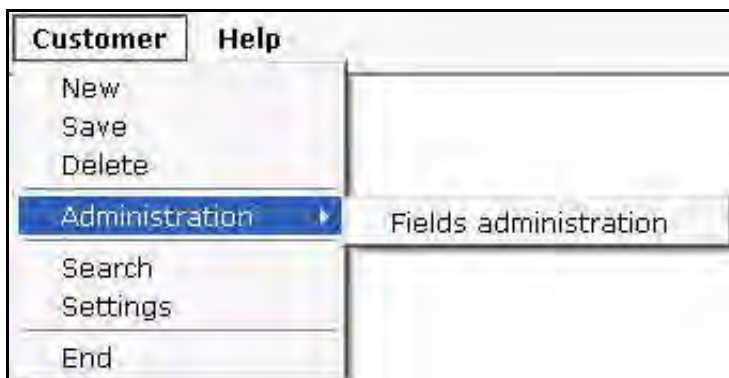 Customer Help
New
Save
Delete
Administration
Fields administration
Search
Settings
End